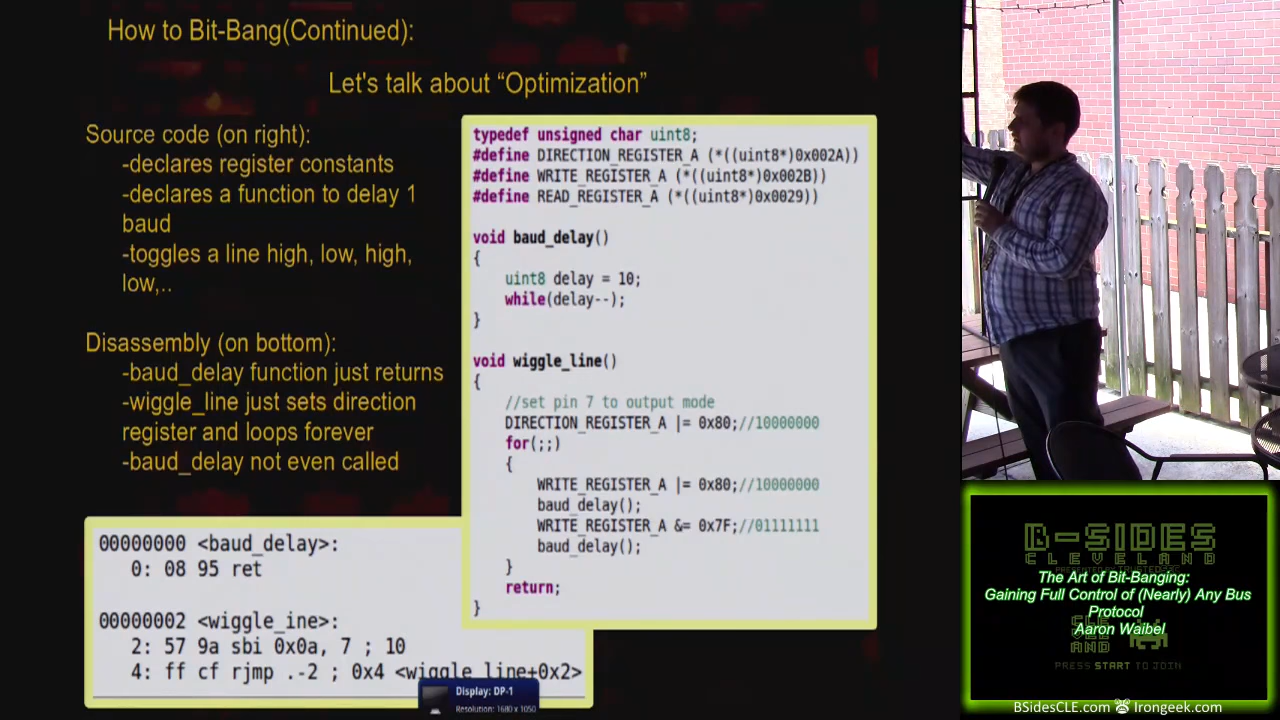 How to Bit-Bang(Continued):
Let's talk about “Optimization”
Source code (on right):
-declares register constants
-declares a function to delay 1
baud
-toggles a line high, low, high,
low,..
Disassembly (on bottom):
-baud_delay function just returns
-wiggle_line just sets direction
register and loops forever
-baud_delay not even called
typedef unsigned char uint8;
#define DIRECTION_REGISTER_A (*((uint8*)0x002A))
#define WRITE_REGISTER_A (*((uint8*)0x002B))
#define READ_REGISTER_A (*((uint8*)0x0029))
void baud_delay()
{
uint8 delay = 10;
while(delay--);
}
void wiggle_line()
{
//set pin 7 to output mode
DIRECTION_REGISTER_A |= 0x80;//10000000
for(;;)
{
WRITE_REGISTER_A |= 0x80;//10000000
baud_delay();
WRITE_REGISTER_A &= 0x7F;//01111111
baud_delay();
}
return;
}
00000000 <baud_delay>:
0: 08 95 ret
00000002 <wiggle_ine>:
2: 57 9a sbi 0x0a, 7 ; 10
4: ff cf rjmp .-2 ; 0x4 <wiggle_line+0x2>
Display: DP-1
Resolution: 1680 x 1050
B-SIDES
CLEVELAND
The Art of Bit-Banging:
Gaining Full Control of (Nearly) Any Bus
Protocol
Aaron Waibel
CLE
VEL
AND
PRESS START TO JOIN
BSidesCLE.com Irongeek.com